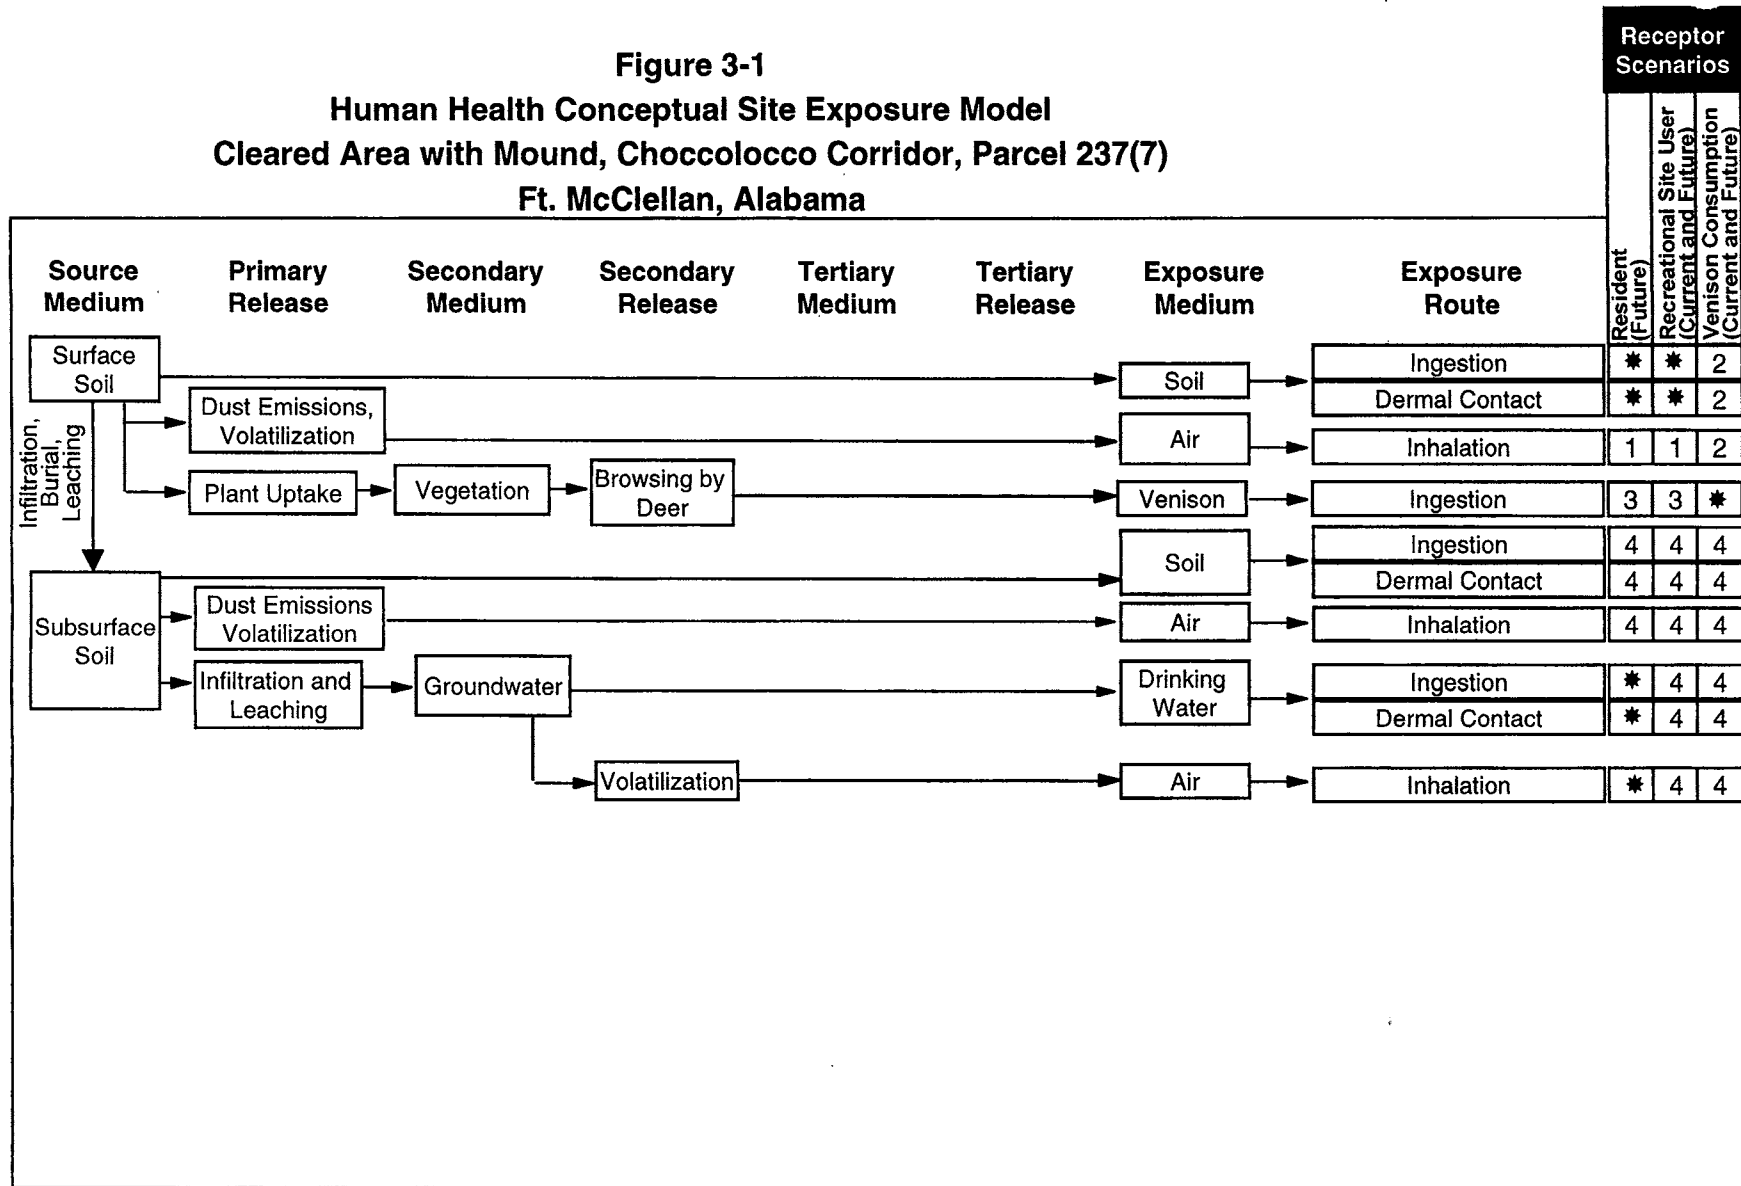 Receptor
Scenarios
Figure 3-1
Human Health Conceptual Site Exposure Model
Cleared Area with Mound, Choccolocco Corridor, Parcel 237(7)
Ft. McClellan, Alabama
Resident
(Future)
Recreational Site User
(Current and Future)
Venison Consumption
(Current and Future)
Source
Medium
Primary
Release
Secondary
Medium
Secondary
Release
Tertiary
Medium
Tertiary
Release
Exposure
Medium
Exposure
Route
Surface
Soil
Soil
Ingestion * * 2
Dermal Contact * * 2
Dust Emissions,
Volatilization
Air
Inhalation 1 1 2
Infiltration,
Burial,
Leaching
Plant Uptake
Vegetation
Browsing by
Deer
Venison
Ingestion 3 3 *
Soil
Ingestion 4 4 4
Dermal Contact 4 4 4
Subsurface
Soil
Dust Emissions
Volatilization
Air
Inhalation 4 4 4
Infiltration and
Leaching
Groundwater
Drinking
Water
Ingestion * 4 4
Dermal Contact * 4 4
Volatilization
Air
Inhalation * 4 4